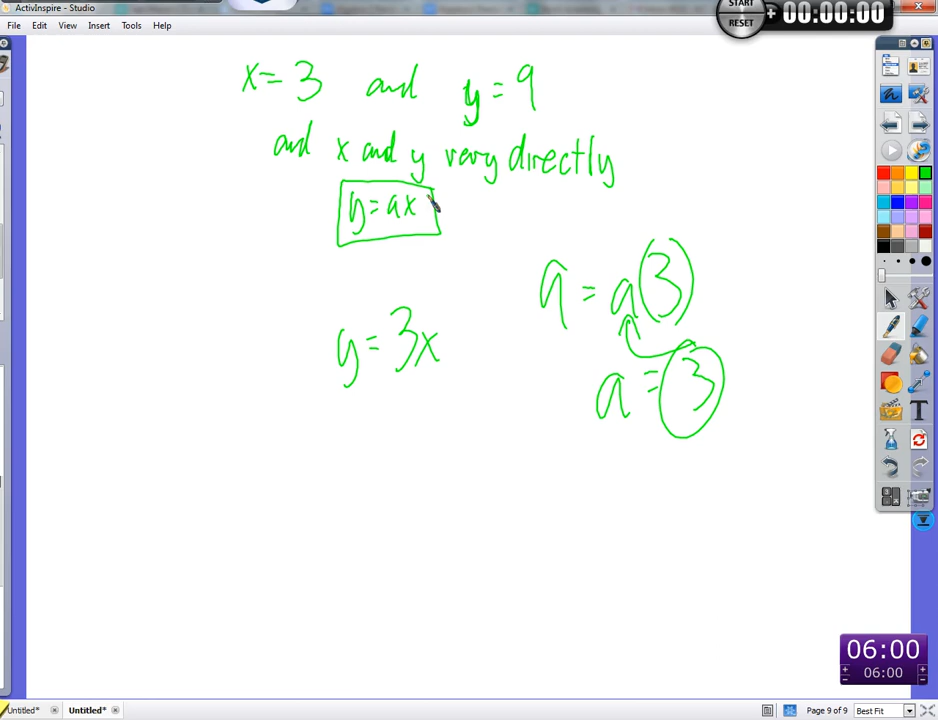 ActivInspire - Studio
START
RESET
+ 00:00:00
File Edit View Insert Tools Help
x = 3 and y = 9
and x and y very directly
y = ax
9 = a(3)
y = 3x
a = 3
06:00
06:00
Untitled* Untitled* Page 9 of 9 Best Fit